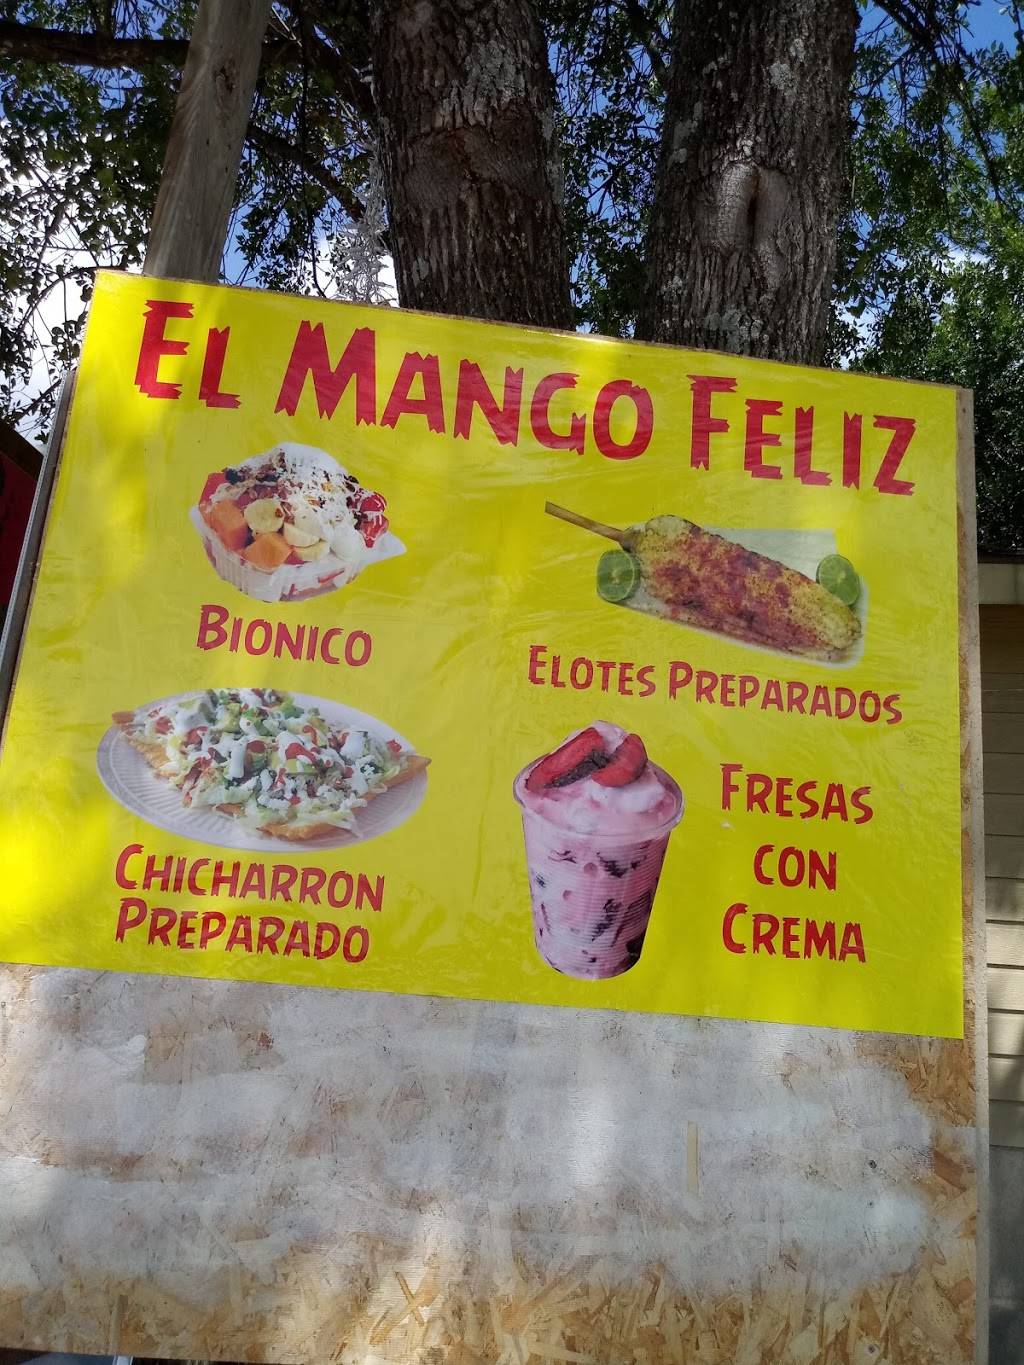 El Mango Feliz
Bionico
Elotes Preparados
Chicharron
Preparado
Fresas
con
Crema